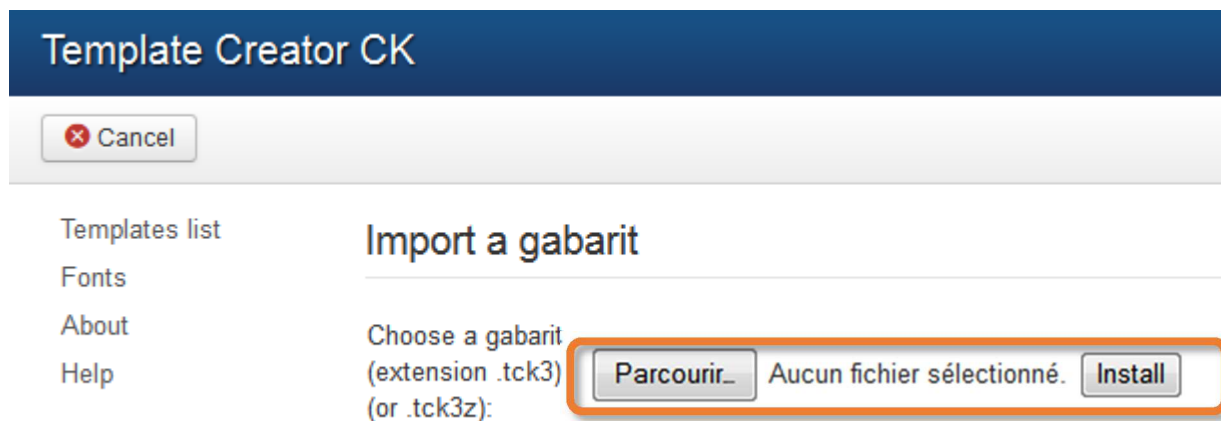 Template Creator CK
Cancel
Templates list
Fonts
About
Help
Import a gabarit
Choose a gabarit
(extension .tck3)
(or .tck3z):
Parcourir_ Aucun fichier sélectionné. Install